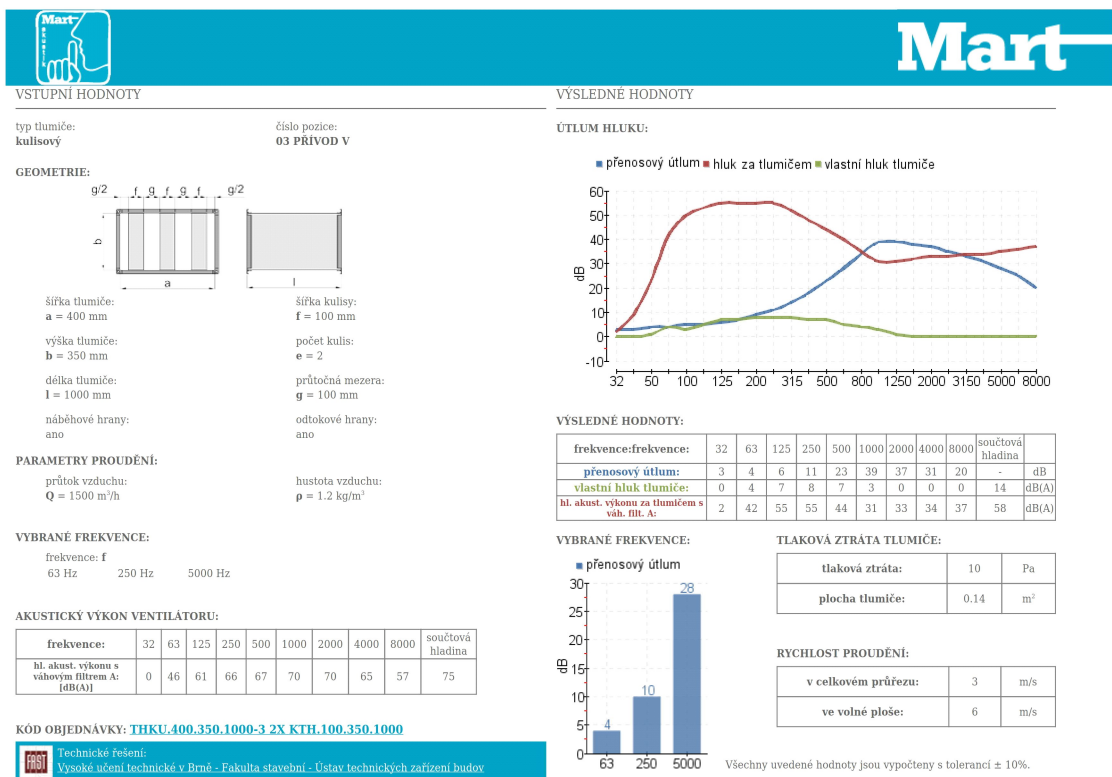 Mart
akustik
Mart
VSTUPNÍ HODNOTY
typ tlumiče:
kulisový
číslo pozice:
03 PŘÍVOD V
GEOMETRIE:
g/2 f g f g f g/2
b
a
l
šířka tlumiče:
a = 400 mm
šířka kulisy:
f = 100 mm
výška tlumiče:
b = 350 mm
počet kulis:
e = 2
délka tlumiče:
l = 1000 mm
průtočná mezera:
g = 100 mm
náběhové hrany:
ano
odtokové hrany:
ano
PARAMETRY PROUDĚNÍ:
průtok vzduchu:
Q = 1500 m³/h
hustota vzduchu:
ρ = 1.2 kg/m³
VYBRANÉ FREKVENCE:
frekvence: f
63 Hz 250 Hz 5000 Hz
AKUSTICKÝ VÝKON VENTILÁTORU:
frekvence: 32 63 125 250 500 1000 2000 4000 8000 součtová
hladina
hl. akust. výkonu s
váhovým filtrem A:
[dB(A)]
0 46 61 66 67 70 70 65 57 75
KÓD OBJEDNÁVKY: THKU.400.350.1000-3 2X KTH.100.350.1000
FAST
Technické řešení:
Vysoké učení technické v Brně - Fakulta stavební - Ústav technických zařízení budov
VÝSLEDNÉ HODNOTY
ÚTLUM HLUKU:
přenosový útlum hluk za tlumičem vlastní hluk tlumiče
60
50
40
30
20
10
0
-10
dB
32 50 100 125 200 315 500 800 1250 2000 3150 5000 8000
VÝSLEDNÉ HODNOTY:
frekvence:frekvence: 32 63 125 250 500 1000 2000 4000 8000 součtová
hladina
přenosový útlum: 3 4 6 11 23 39 37 31 20 - dB
vlastní hluk tlumiče: 0 4 7 8 7 3 0 0 0 14 dB(A)
hl. akust. výkonu za tlumičem s
váh. filt. A:
2 42 55 55 44 31 33 34 37 58 dB(A)
VYBRANÉ FREKVENCE:
přenosový útlum
30
25
20
15
10
5
0
dB
4 10 28
63 250 5000
TLAKOVÁ ZTRÁTA TLUMIČE:
tlaková ztráta: 10 Pa
plocha tlumiče: 0.14 m²
RYCHLOST PROUDĚNÍ:
v celkovém průřezu: 3 m/s
ve volné ploše: 6 m/s
Všechny uvedené hodnoty jsou vypočteny s tolerancí ± 10%.